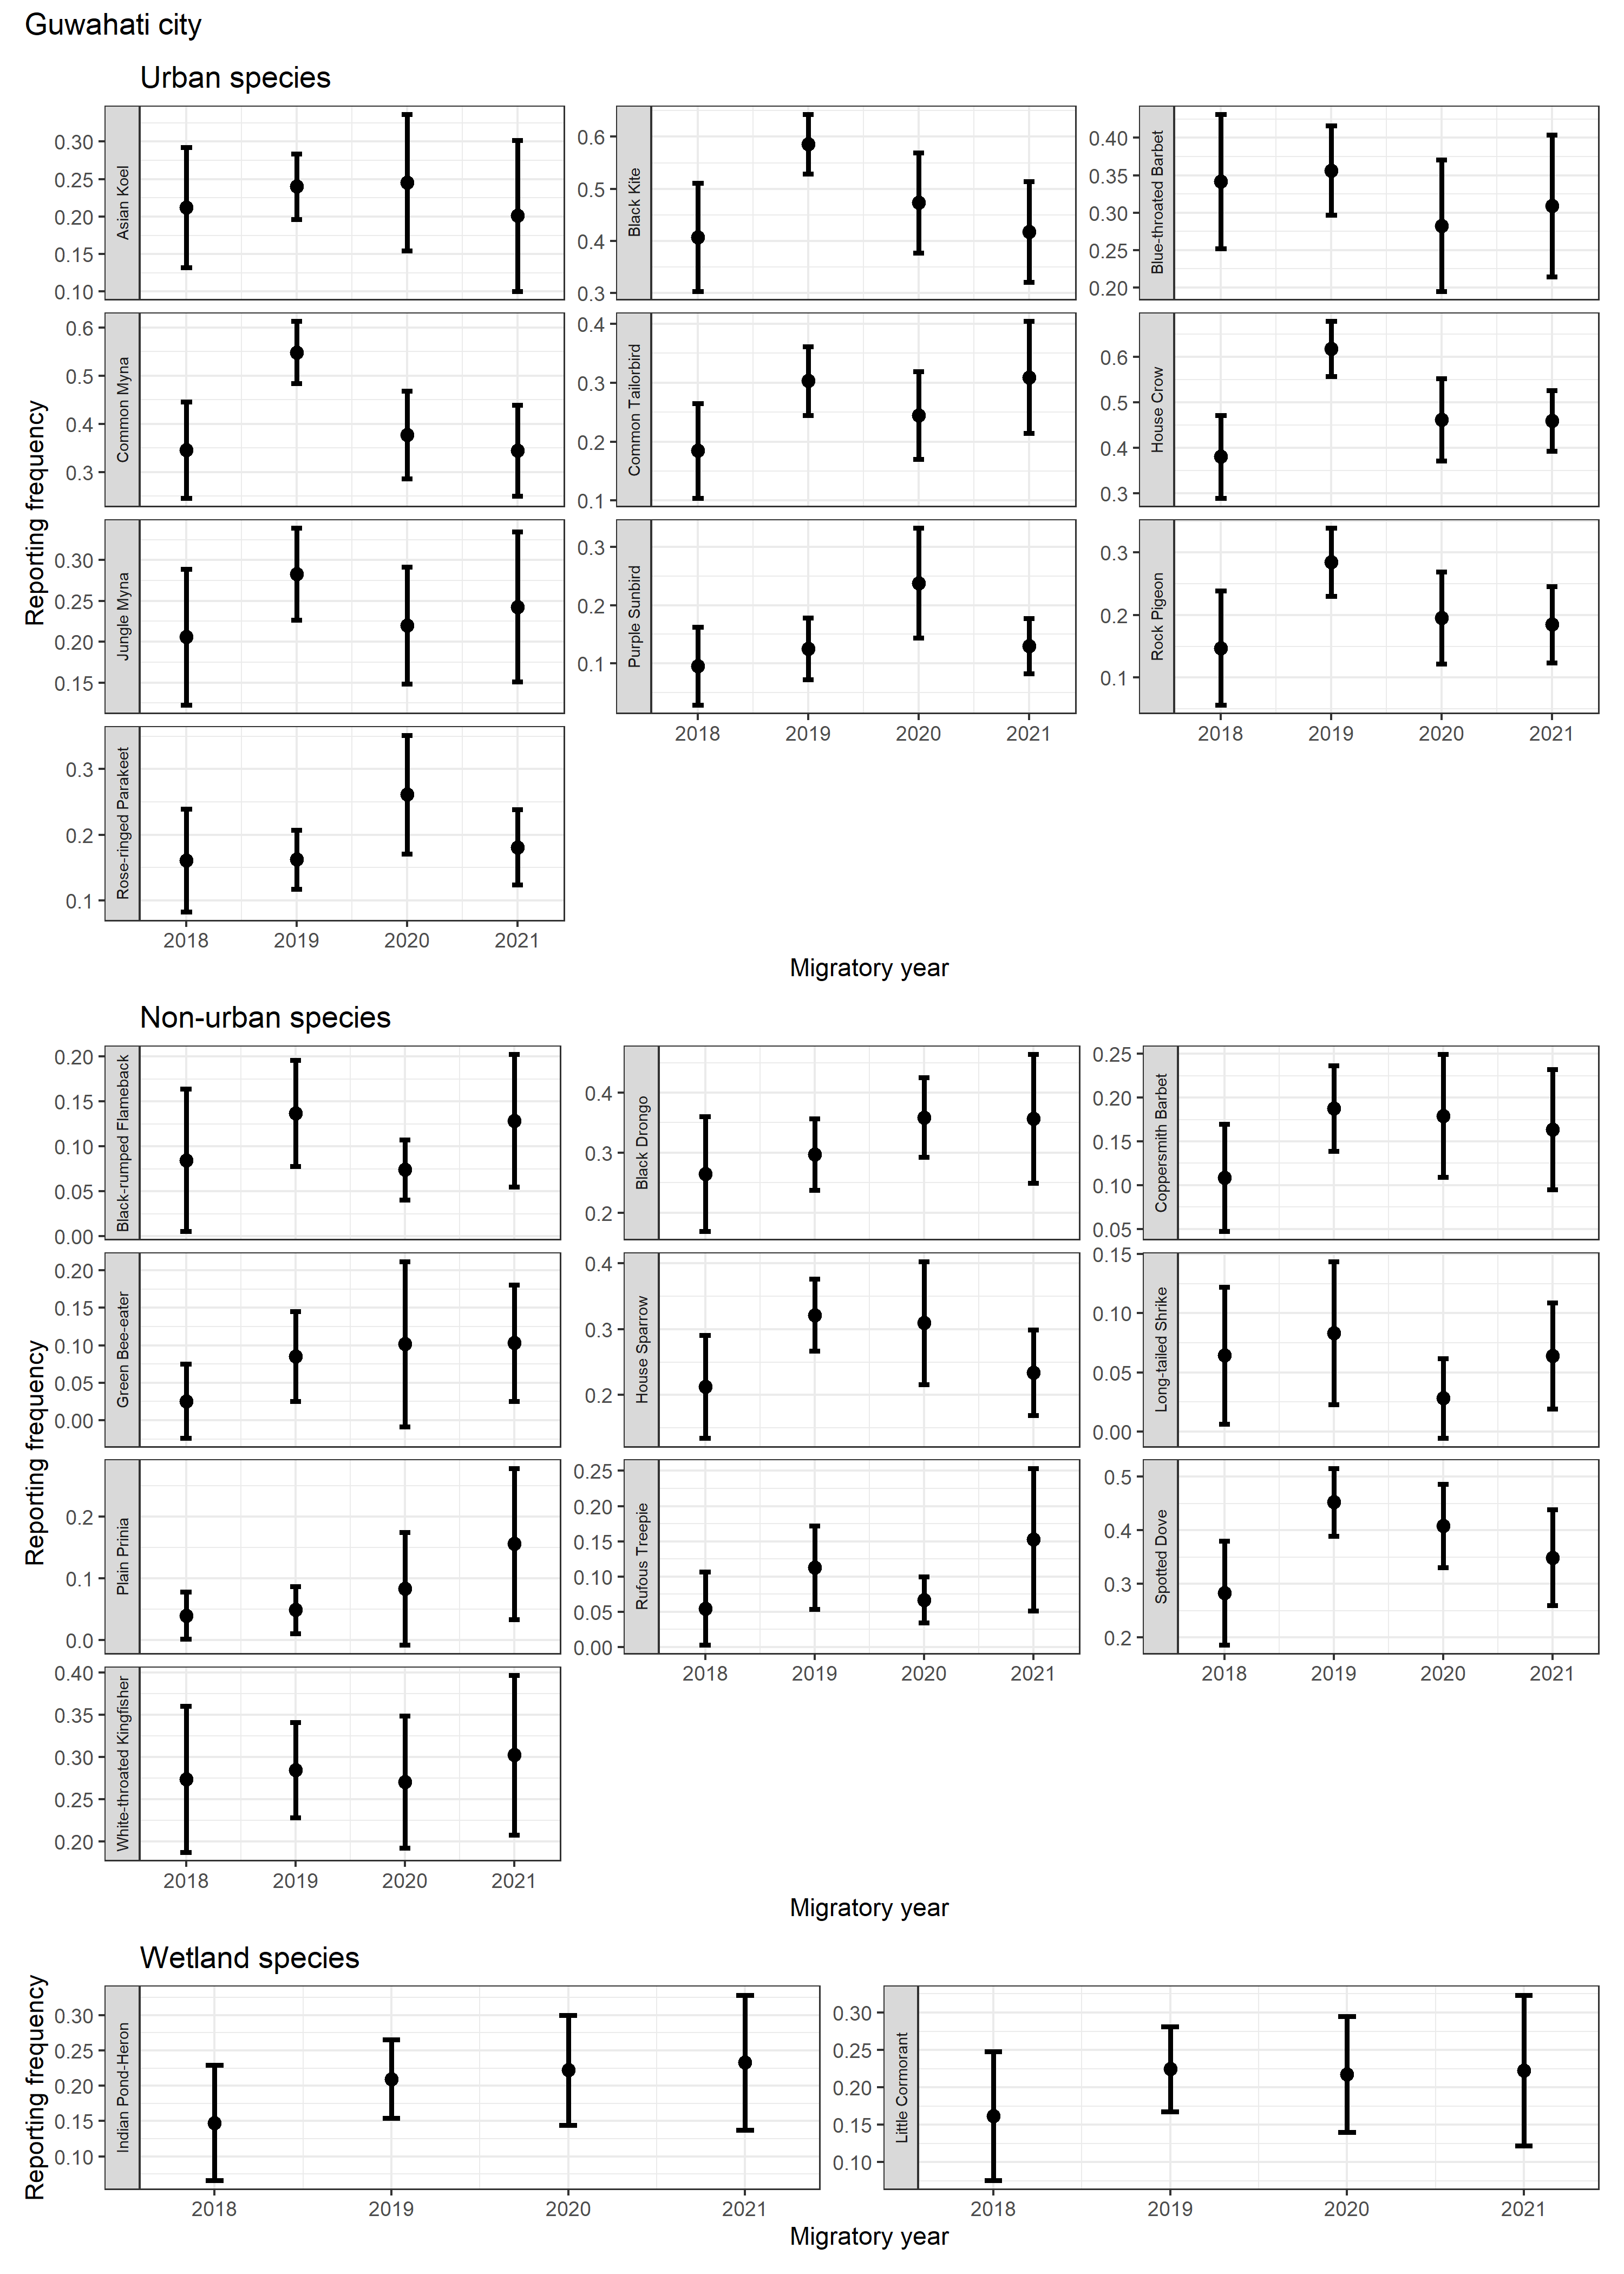 Guwahati city
Urban species
Reporting frequency
Asian Koel
0.30
0.25
0.20
0.15
0.10
Black Kite
0.6
0.5
0.4
0.3
Blue-throated Barbet
0.40
0.35
0.30
0.25
0.20
Common Myna
0.6
0.5
0.4
0.3
Common Tailorbird
0.4
0.3
0.2
0.1
House Crow
0.6
0.5
0.4
0.3
Jungle Myna
0.30
0.25
0.20
0.15
Purple Sunbird
0.3
0.2
0.1
2018 2019 2020 2021
Rock Pigeon
0.3
0.2
0.1
2018 2019 2020 2021
Rose-ringed Parakeet
0.3
0.2
0.1
2018 2019 2020 2021
Migratory year
Non-urban species
Reporting frequency
Black-rumped Flameback
0.20
0.15
0.10
0.05
0.00
Black Drongo
0.4
0.3
0.2
Coppersmith Barbet
0.25
0.20
0.15
0.10
0.05
Green Bee-eater
0.20
0.15
0.10
0.05
0.00
House Sparrow
0.4
0.3
0.2
Long-tailed Shrike
0.15
0.10
0.05
0.00
Plain Prinia
0.2
0.1
0.0
Rufous Treepie
0.25
0.20
0.15
0.10
0.05
0.00
2018 2019 2020 2021
Spotted Dove
0.5
0.4
0.3
0.2
2018 2019 2020 2021
White-throated Kingfisher
0.40
0.35
0.30
0.25
0.20
2018 2019 2020 2021
Migratory year
Wetland species
Reporting frequency
Indian Pond-Heron
0.30
0.25
0.20
0.15
0.10
2018 2019 2020 2021
Little Cormorant
0.30
0.25
0.20
0.15
0.10
2018 2019 2020 2021
Migratory year